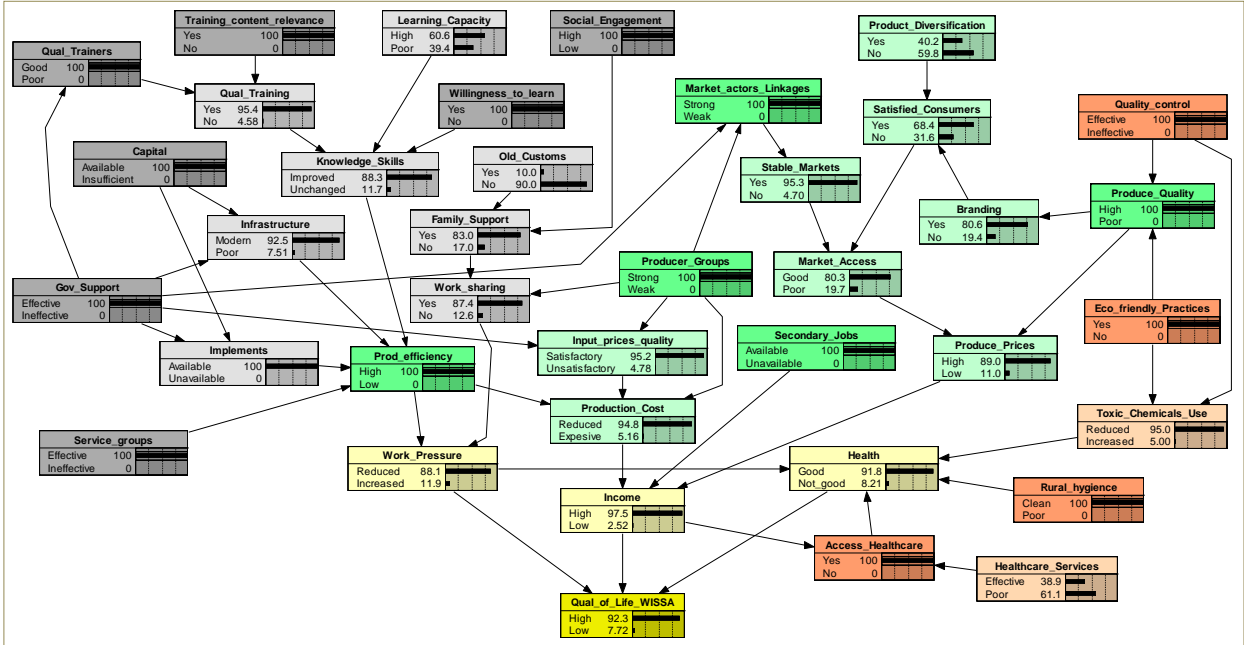 Training_content_relevance
Yes 100
No 0
Learning_Capacity
High 60.6
Poor 39.4
Social_Engagement
High 100
Low 0
Product_Diversification
Yes 40.2
No 59.8
Qual_Trainers
Good 100
Poor 0
Qual_Training
Yes 95.4
No 4.58
Willingness_to_learn
Yes 100
No 0
Market_actors_Linkages
Strong 100
Weak 0
Satisfied_Consumers
Yes 68.4
No 31.6
Quality_control
Effective 100
Ineffective 0
Capital
Available 100
Insufficient 0
Knowledge_Skills
Improved 88.3
Unchanged 11.7
Old_Customs
Yes 10.0
No 90.0
Stable_Markets
Yes 95.3
No 4.70
Produce_Quality
High 100
Poor 0
Infrastructure
Modern 92.5
Poor 7.51
Family_Support
Yes 83.0
No 17.0
Branding
Yes 80.6
No 19.4
Gov_Support
Effective 100
Ineffective 0
Work_sharing
Yes 87.4
No 12.6
Producer_Groups
Strong 100
Weak 0
Market_Access
Good 80.3
Poor 19.7
Eco_friendly_Practices
Yes 100
No 0
Implements
Available 100
Unavailable 0
Prod_efficiency
High 100
Low 0
Input_prices_quality
Satisfactory 95.2
Unsatisfactory 4.78
Secondary_Jobs
Available 100
Unavailable 0
Produce_Prices
High 89.0
Low 11.0
Service_groups
Effective 100
Ineffective 0
Production_Cost
Reduced 94.8
Expesive 5.16
Toxic_Chemicals_Use
Reduced 95.0
Increased 5.00
Work_Pressure
Reduced 88.1
Increased 11.9
Health
Good 91.8
Not_good 8.21
Income
High 97.5
Low 2.52
Rural_hygience
Clean 100
Poor 0
Access_Healthcare
Yes 100
No 0
Healthcare_Services
Effective 38.9
Poor 61.1
Qual_of_Life_WISSA
High 92.3
Low 7.72